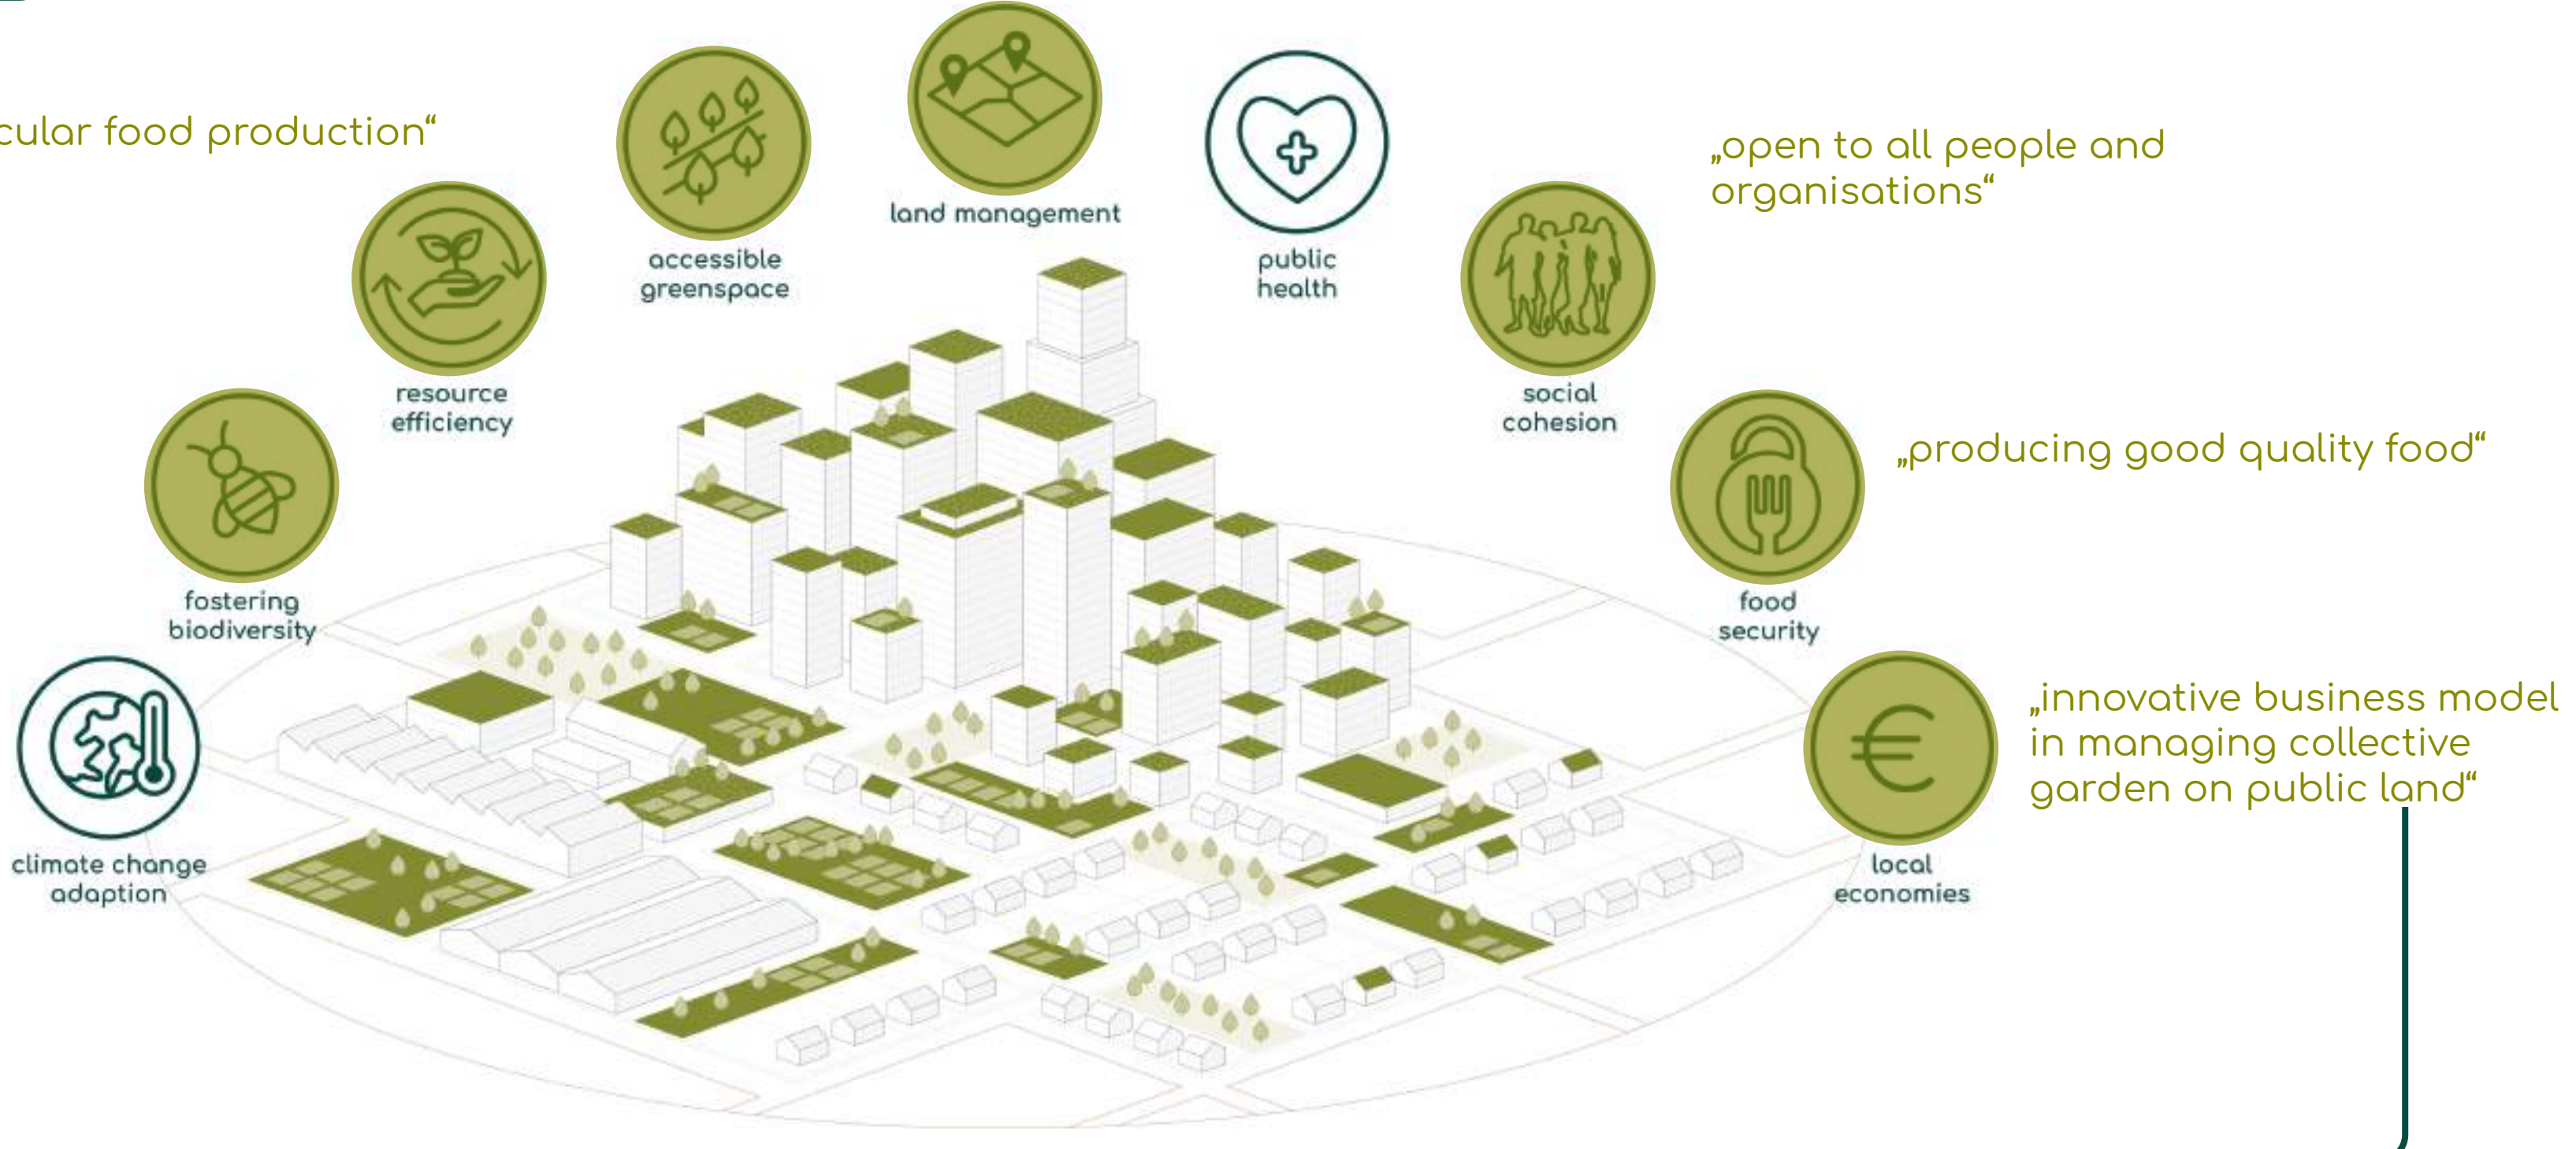 cular food production“
„open to all people and
organisations“
land management
accessible
greenspace
public
health
resource
efficiency
social
cohesion
„producing good quality food“
fostering
biodiversity
food
security
„innovative business model
in managing collective
garden on public land“
climate change
adaption
local
economies